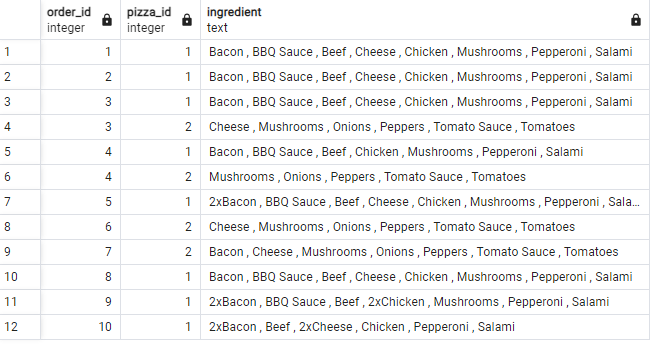 order_id pizza_id ingredient
integer integer text
1 1 1 Bacon , BBQ Sauce , Beef , Cheese , Chicken , Mushrooms , Pepperoni , Salami
2 2 1 Bacon , BBQ Sauce , Beef , Cheese , Chicken , Mushrooms , Pepperoni , Salami
3 3 1 Bacon , BBQ Sauce , Beef , Cheese , Chicken , Mushrooms , Pepperoni , Salami
4 3 2 Cheese , Mushrooms , Onions , Peppers , Tomato Sauce , Tomatoes
5 4 1 Bacon , BBQ Sauce , Beef , Chicken , Mushrooms , Pepperoni , Salami
6 4 2 Mushrooms , Onions , Peppers , Tomato Sauce , Tomatoes
7 5 1 2xBacon , BBQ Sauce , Beef , Cheese , Chicken , Mushrooms , Pepperoni , Sala...
8 6 2 Cheese , Mushrooms , Onions , Peppers , Tomato Sauce , Tomatoes
9 7 2 Bacon , Cheese , Mushrooms , Onions , Peppers , Tomato Sauce , Tomatoes
10 8 1 Bacon , BBQ Sauce , Beef , Cheese , Chicken , Mushrooms , Pepperoni , Salami
11 9 1 2xBacon , BBQ Sauce , Beef , 2xChicken , Mushrooms , Pepperoni , Salami
12 10 1 2xBacon , Beef , 2xCheese , Chicken , Pepperoni , Salami